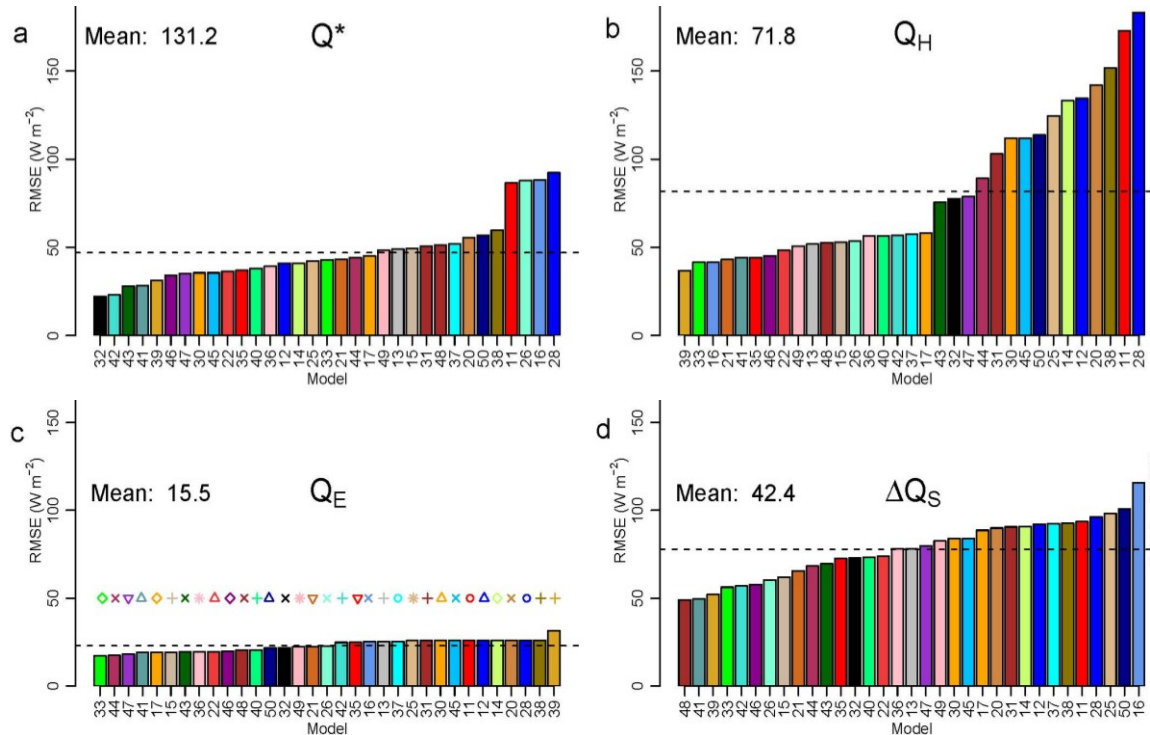 a
Mean: 131.2
Q*
RMSE (W m⁻²)
150
100
50
0
32 42 43 41 39 46 47 30 45 22 35 40 36 12 14 25 33 21 44 17 49 13 15 31 48 37 20 50 38 11 26 16 28
Model
b
Mean: 71.8
Q_H
RMSE (W m⁻²)
150
100
50
0
39 33 16 21 41 35 46 22 49 13 48 15 26 36 40 42 37 17 43 32 47 44 31 30 45 50 25 14 12 20 38 11 28
Model
c
Mean: 15.5
Q_E
RMSE (W m⁻²)
150
100
50
0
33 44 47 41 17 15 43 36 22 46 48 40 50 32 49 21 26 42 35 16 13 37 25 31 30 45 11 12 14 20 28 38 39
Model
d
Mean: 42.4
ΔQ_S
RMSE (W m⁻²)
150
100
50
0
48 41 39 33 42 46 26 15 21 44 43 35 32 40 22 36 13 47 49 30 45 17 20 31 14 12 37 38 11 28 25 50 16
Model